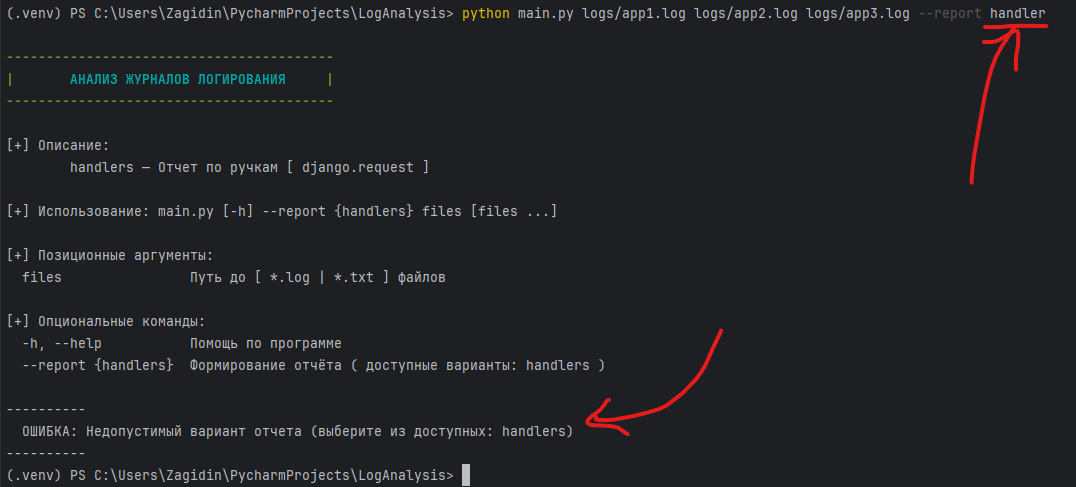 (.venv) PS C:\Users\Zagidin\PycharmProjects\LogAnalysis> python main.py logs/app1.log logs/app2.log logs/app3.log --report handler
-----------------------------------------
|       АНАЛИЗ ЖУРНАЛОВ ЛОГИРОВАНИЯ     |
-----------------------------------------
[+] Описание:
        handlers — Отчет по ручкам [ django.request ]
[+] Использование: main.py [-h] --report {handlers} files [files ...]
[+] Позиционные аргументы:
  files                Путь до [ *.log | *.txt ] файлов
[+] Опциональные команды:
  -h, --help           Помощь по программе
  --report {handlers}  Формирование отчёта ( доступные варианты: handlers )
----------
  ОШИБКА: Недопустимый вариант отчета (выберите из доступных: handlers)
----------
(.venv) PS C:\Users\Zagidin\PycharmProjects\LogAnalysis>